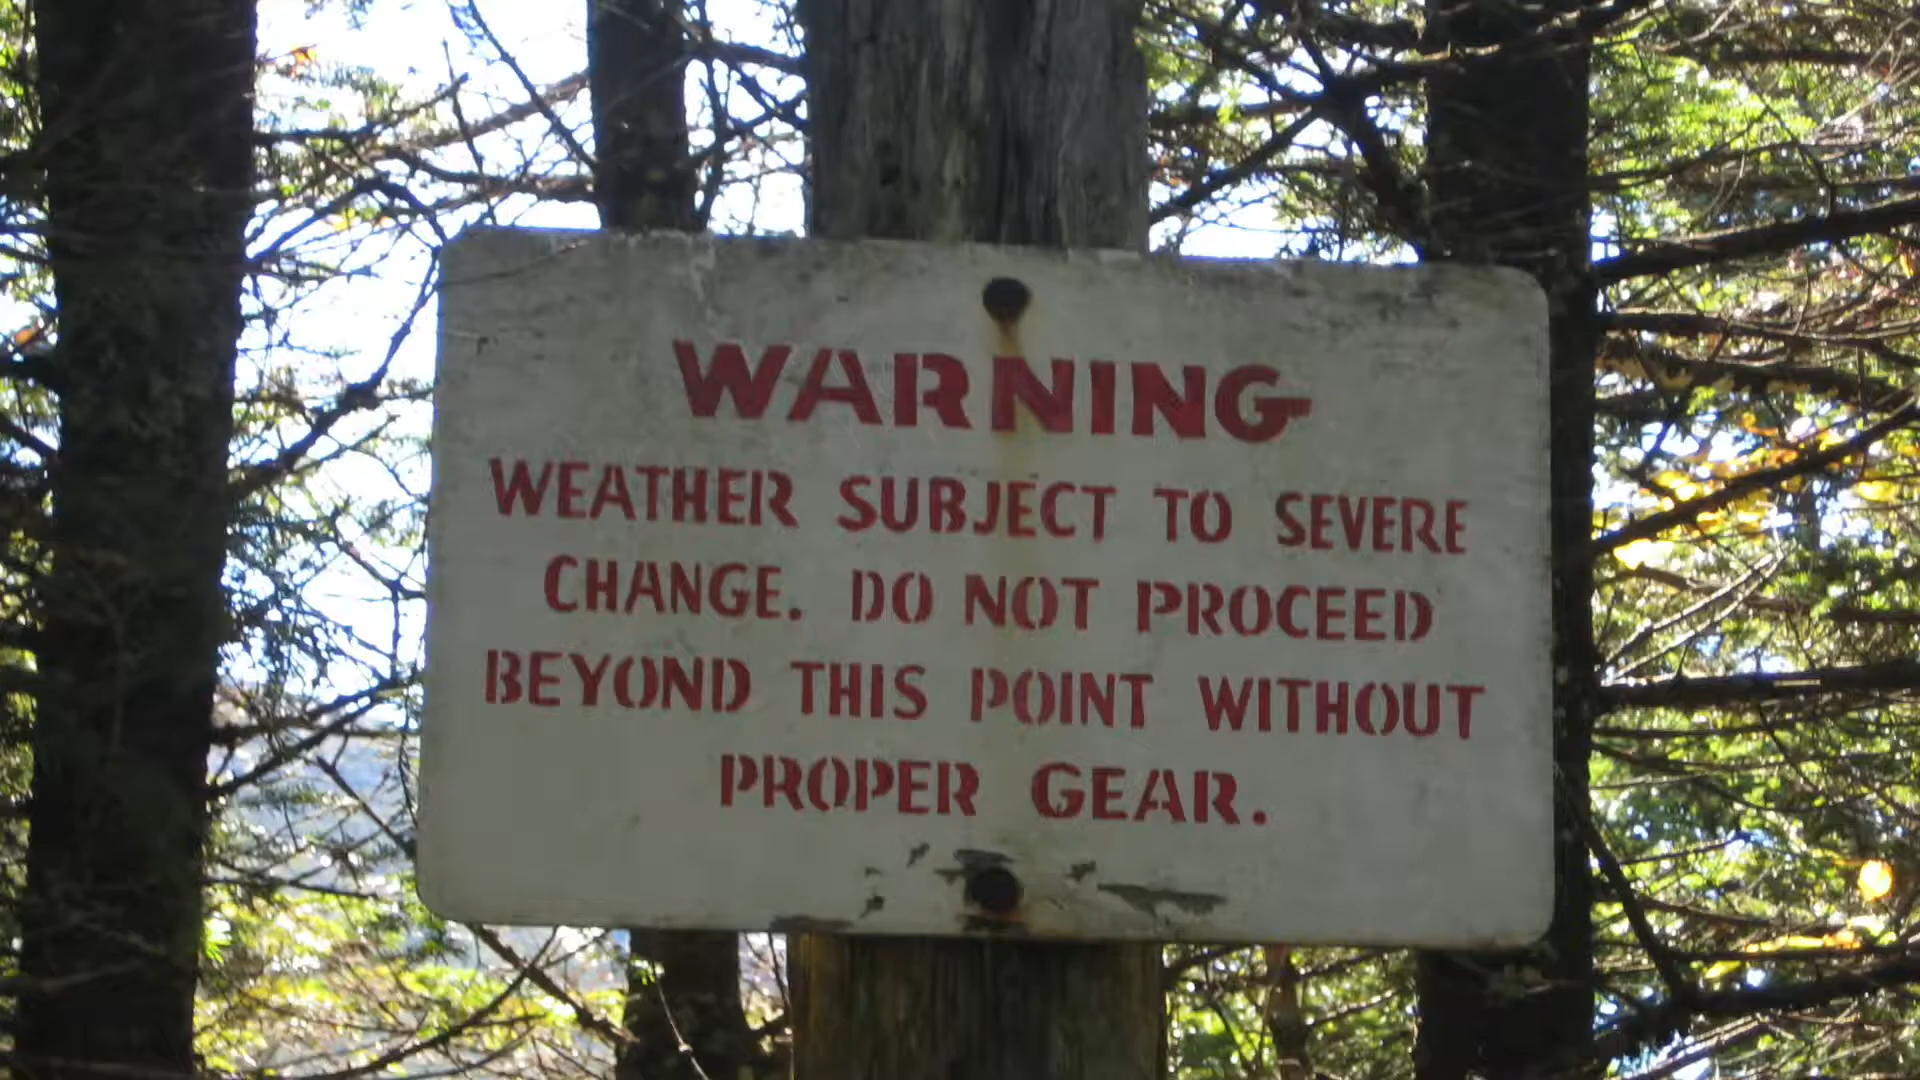 WARNING
WEATHER SUBJECT TO SEVERE
CHANGE. DO NOT PROCEED
BEYOND THIS POINT WITHOUT
PROPER GEAR.